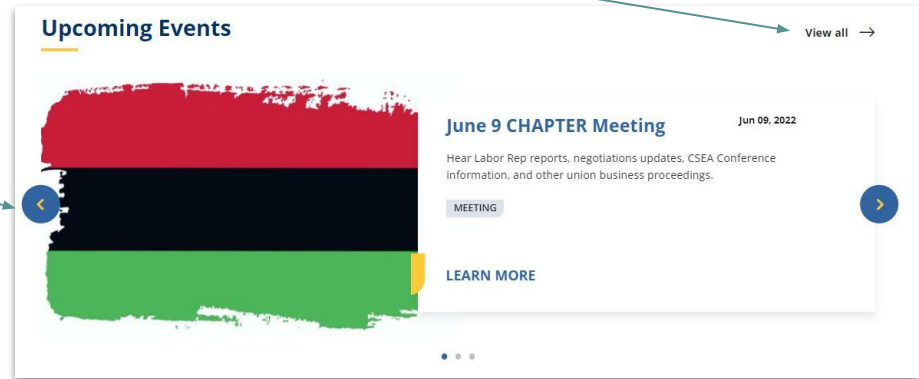 Upcoming Events
View all
June 9 CHAPTER Meeting
Jun 09, 2022
Hear Labor Rep reports, negotiations updates, CSEA Conference
information, and other union business proceedings.
MEETING
LEARN MORE